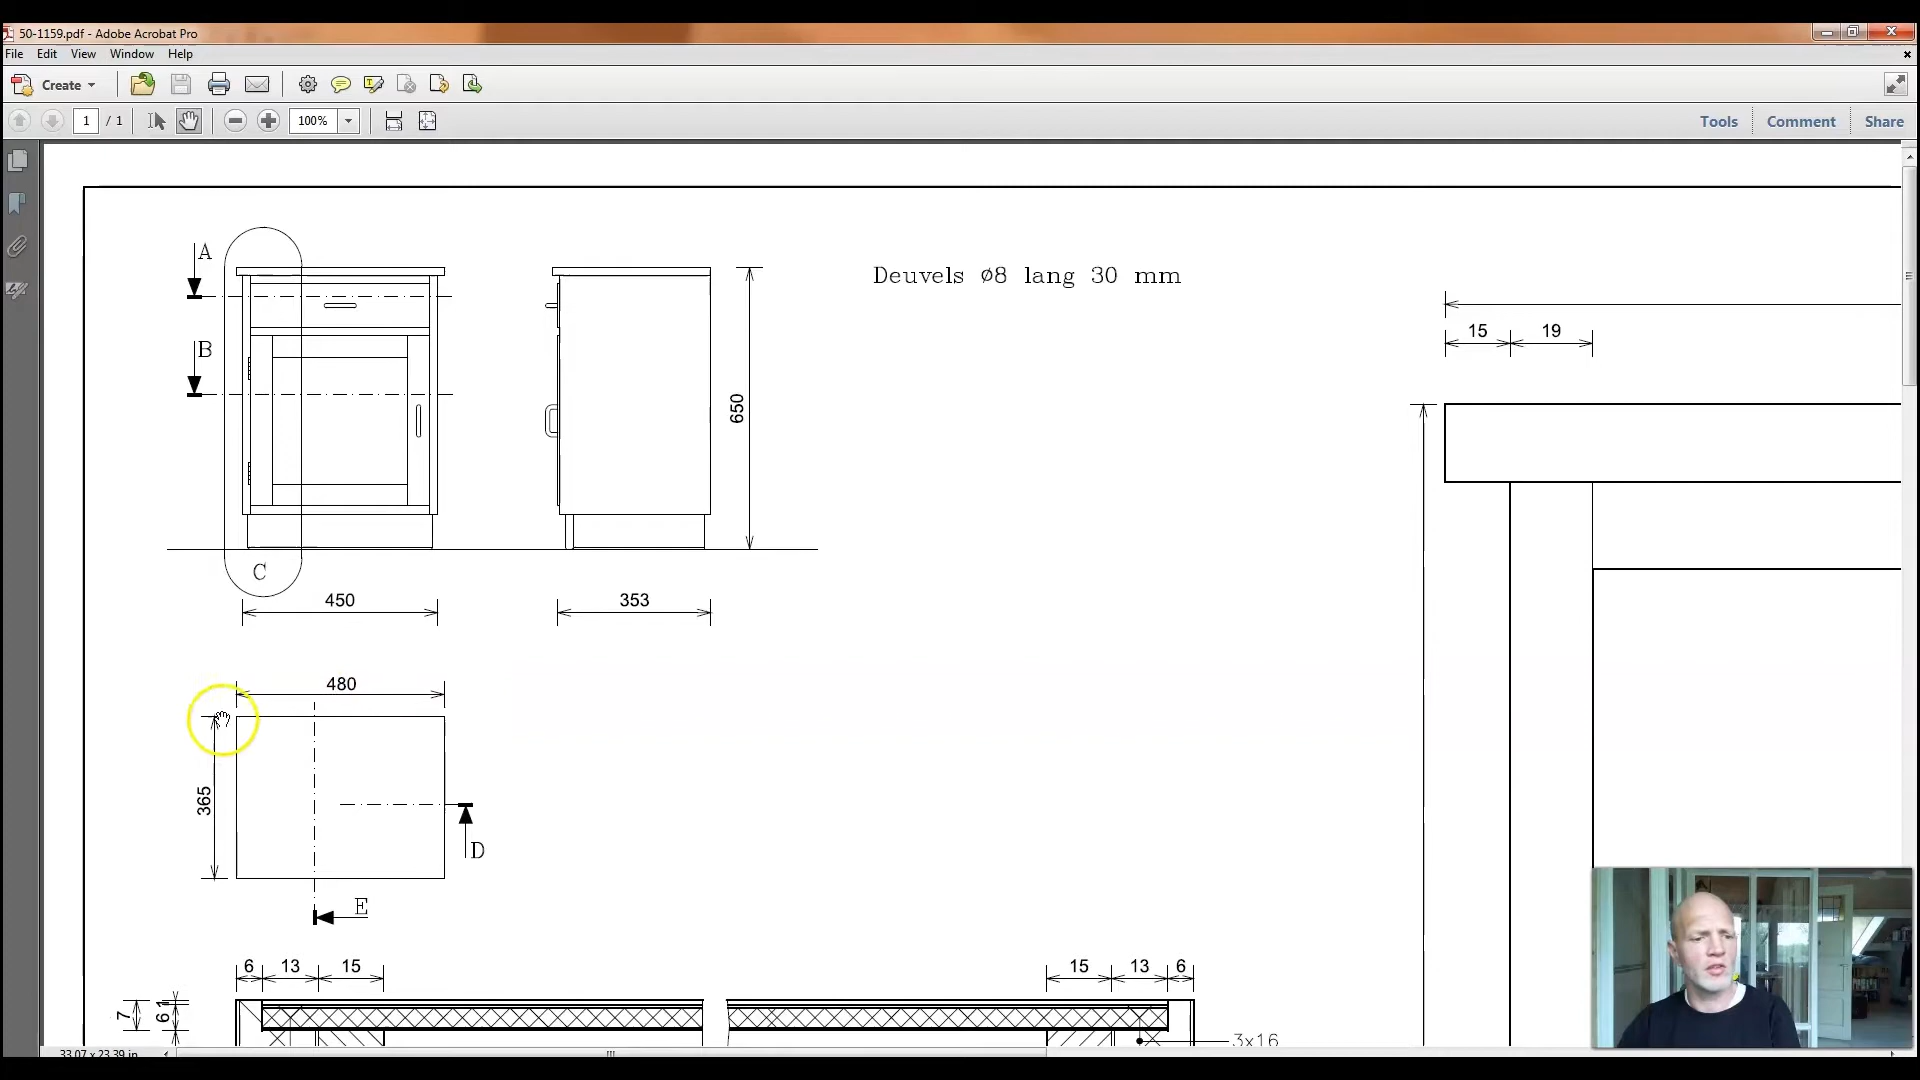 50-1159.pdf - Adobe Acrobat Pro
File Edit View Window Help
Create
1 / 1 100% Tools Comment Share
A
Deuvels ø8 lang 30 mm
15 19
B
650
C
450 353
480
365
D
E
6 13 15 15 13 6
7 6 1
3x16
33,07 x 23,39 in